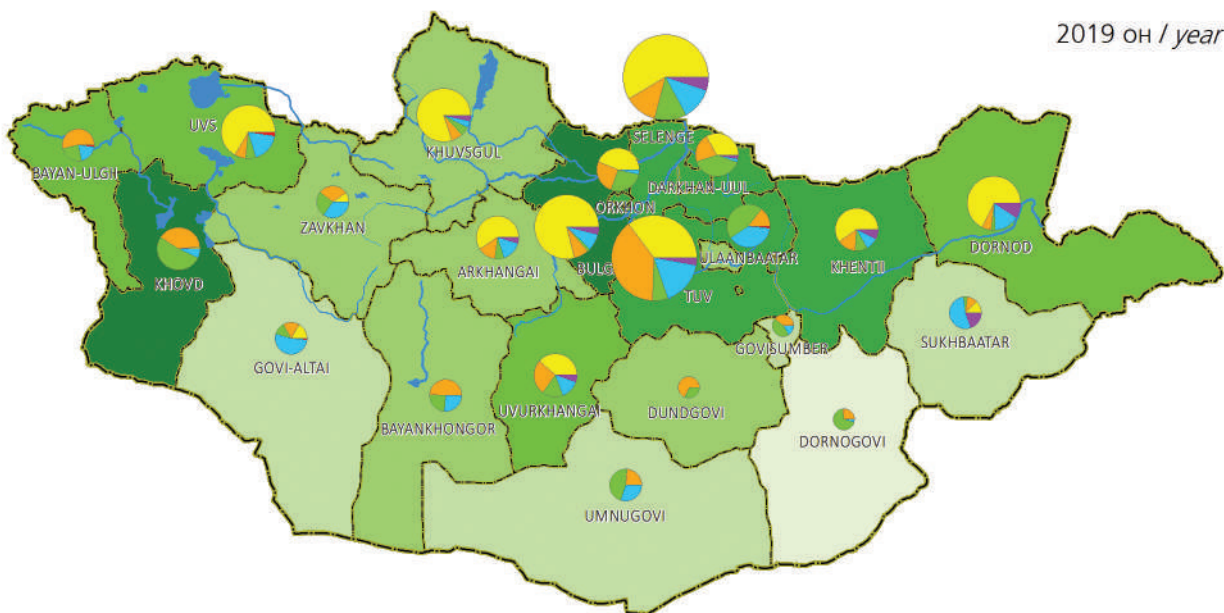 2019 он / year
UVS
BAYAN-ULGII
KHUVSGUL
SELENGE
ZAVKHAN
ORKHON
DARKHAN-UUL
KHOVD
ARKHANGAI
ULAANBAATAR
KHENTII
DORNOD
TUV
GOVI-ALTAI
GOVISUMBER
SUKHBAATAR
BAYANKHONGOR
UVURKHANGAI
DUNDGOVI
DORNOGOVI
UMNUGOVI